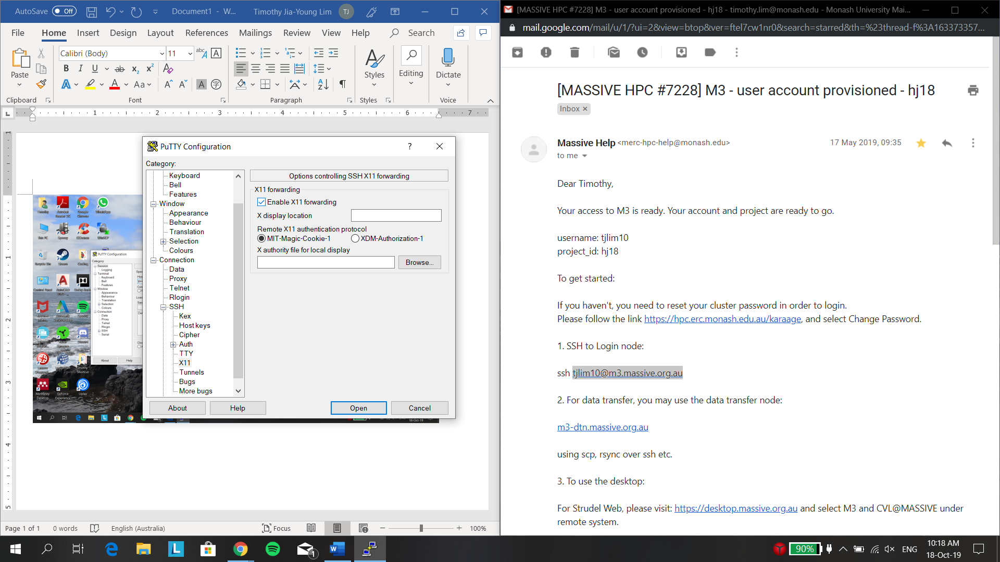 AutoSave Off
Document1 - W...
Timothy Jia-Young Lim TJ
File Home Insert Design Layout References Mailings Review View Help Search
Paste
Calibri (Body) 11
Styles
Editing
Dictate
Clipboard Font Paragraph Styles Voice
1 2 3 4 5 6 7
PuTTY Configuration
Category:
Keyboard
Bell
Features
Window
Appearance
Behaviour
Translation
Selection
Colours
Connection
Data
Proxy
Telnet
Rlogin
SSH
Kex
Host keys
Cipher
Auth
TTY
X11
Tunnels
Bugs
More bugs
Options controlling SSH X11 forwarding
X11 forwarding
Enable X11 forwarding
X display location
Remote X11 authentication protocol
MIT-Magic-Cookie-1 XDM-Authorization-1
X authority file for local display
Browse...
About Help Open Cancel
Page 1 of 1 0 words English (Australia) Focus 100%
[MASSIVE HPC #7228] M3 - user account provisioned - hj18 - timothy.lim@monash.edu - Monash University Mai...
mail.google.com/mail/u/1/?ui=2&view=btop&ver=ftel7cw1nr0&search=starred&th=%23thread-f%3A163373357...
[MASSIVE HPC #7228] M3 - user account provisioned - hj18
Inbox ×
Massive Help <merc-hpc-help@monash.edu> 17 May 2019, 09:35
to me
Dear Timothy,
Your access to M3 is ready. Your account and project are ready to go.
username: tjlim10
project_id: hj18
To get started:
If you haven't, you need to reset your cluster password in order to login.
Please follow the link https://hpc.erc.monash.edu.au/karaage, and select Change Password.
1. SSH to Login node:
ssh tjlim10@m3.massive.org.au
2. For data transfer, you may use the data transfer node:
m3-dtn.massive.org.au
using scp, rsync over ssh etc.
3. To use the desktop:
For Strudel Web, please visit: https://desktop.massive.org.au and select M3 and CVL@MASSIVE under
remote system.
90% ENG
10:18 AM
18-Oct-19